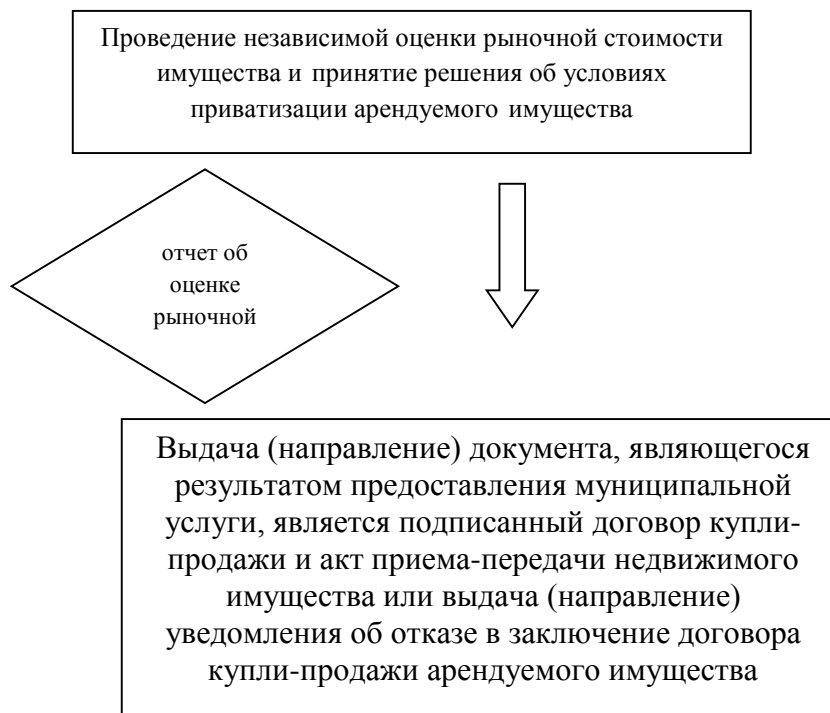 Проведение независимой оценки рыночной стоимости
имущества и принятие решения об условиях
приватизации арендуемого имущества
отчет об
оценке
рыночной
Выдача (направление) документа, являющегося
результатом предоставления муниципальной
услуги, является подписанный договор купли-
продажи и акт приема-передачи недвижимого
имущества или выдача (направление)
уведомления об отказе в заключение договора
купли-продажи арендуемого имущества